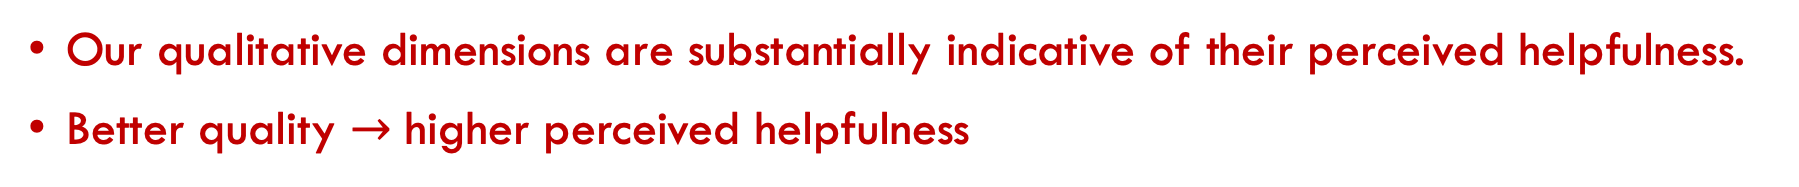 • Our qualitative dimensions are substantially indicative of their perceived helpfulness.
• Better quality → higher perceived helpfulness